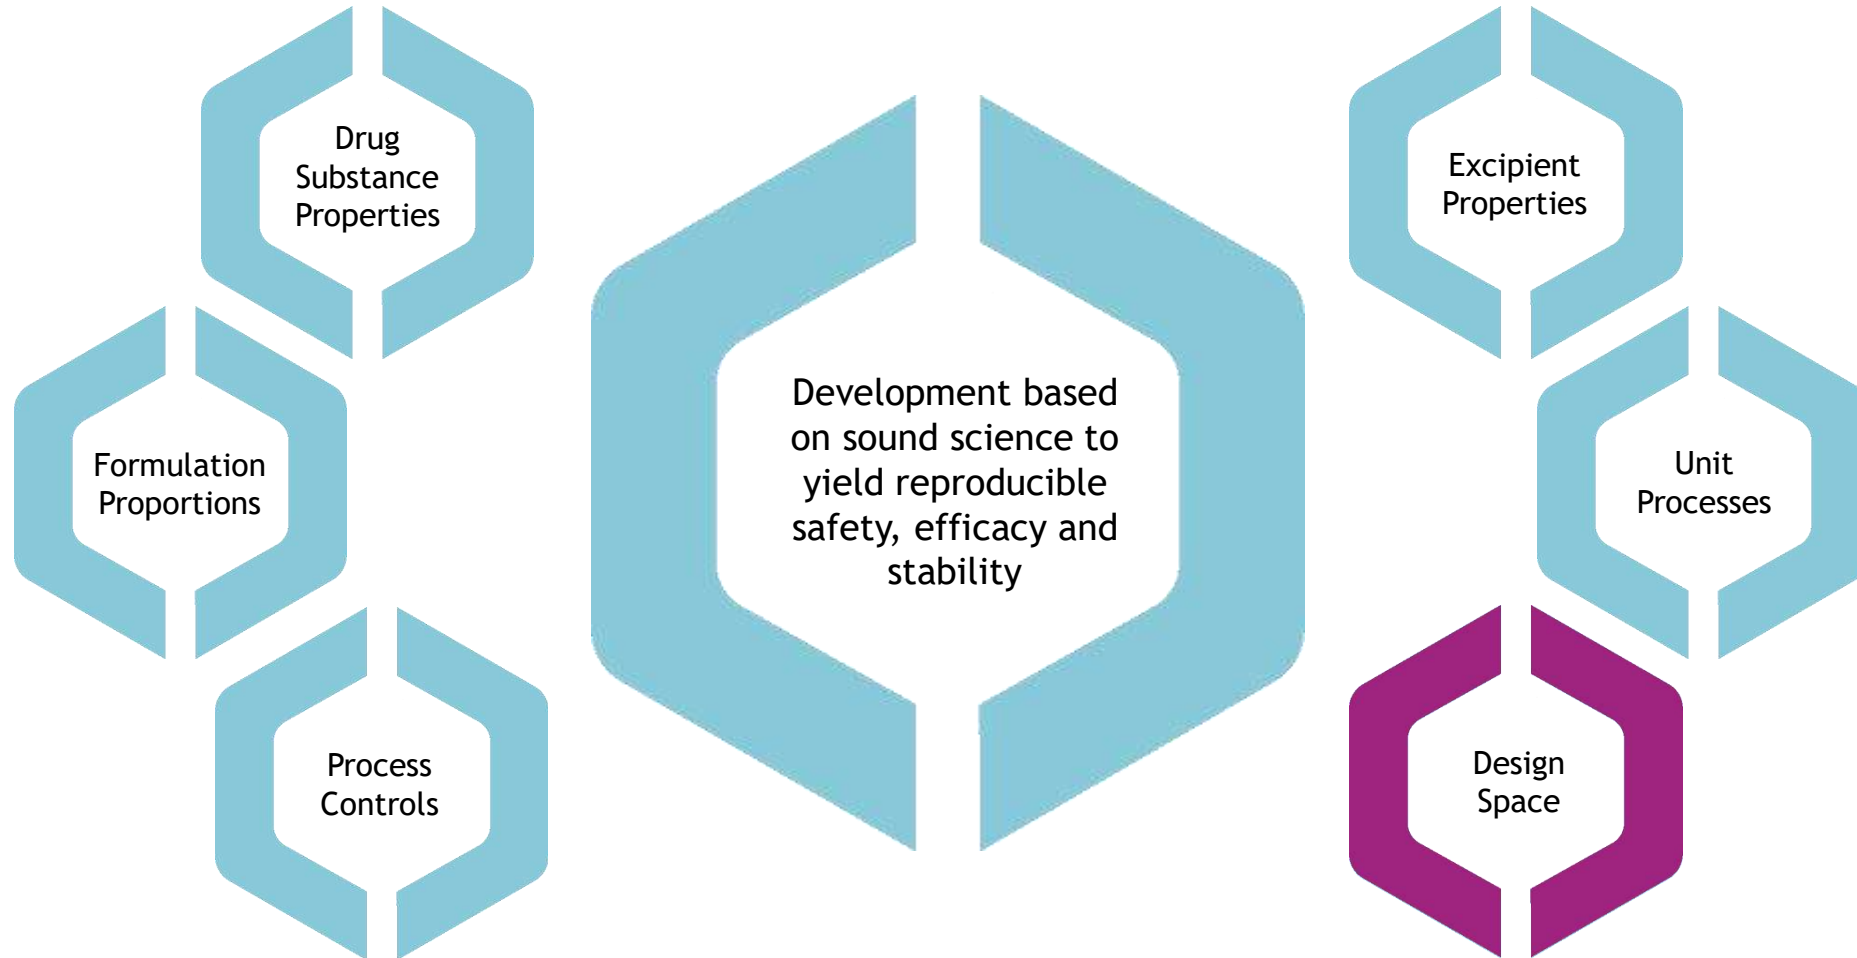 Drug
Substance
Properties
Formulation
Proportions
Process
Controls
Development based
on sound science to
yield reproducible
safety, efficacy and
stability
Excipient
Properties
Unit
Processes
Design
Space